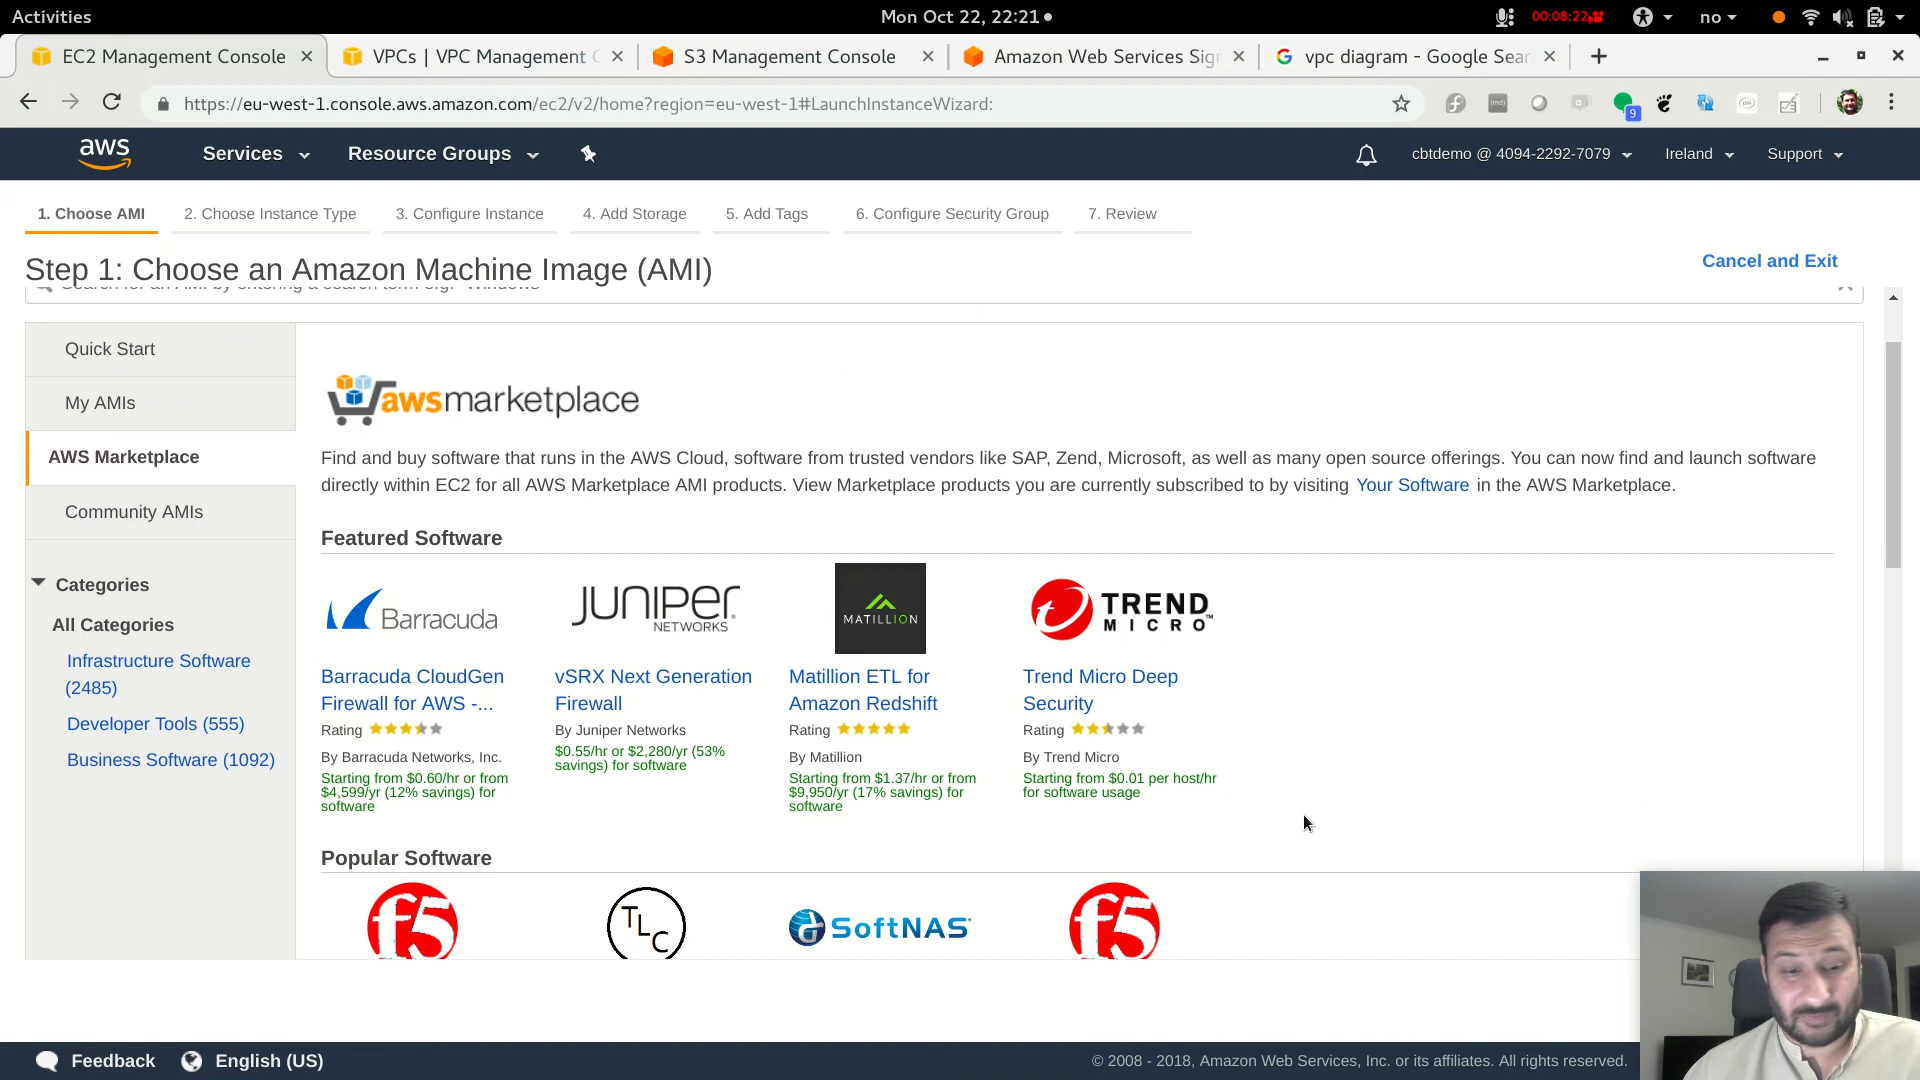 Activities
Mon Oct 22, 22:21
00:08:22
no
EC2 Management Console
VPCs | VPC Management
S3 Management Console
Amazon Web Services Sig
vpc diagram - Google Sear
https://eu-west-1.console.aws.amazon.com/ec2/v2/home?region=eu-west-1#LaunchInstanceWizard:
9
aws
Services
Resource Groups
cbtdemo @ 4094-2292-7079
Ireland
Support
1. Choose AMI
2. Choose Instance Type
3. Configure Instance
4. Add Storage
5. Add Tags
6. Configure Security Group
7. Review
Step 1: Choose an Amazon Machine Image (AMI)
Cancel and Exit
Search for an AMI by entering a search term e.g. "Windows"
Quick Start
My AMIs
AWS Marketplace
Community AMIs
Categories
All Categories
Infrastructure Software
(2485)
Developer Tools (555)
Business Software (1092)
awsmarketplace
Find and buy software that runs in the AWS Cloud, software from trusted vendors like SAP, Zend, Microsoft, as well as many open source offerings. You can now find and launch software
directly within EC2 for all AWS Marketplace AMI products. View Marketplace products you are currently subscribed to by visiting Your Software in the AWS Marketplace.
Featured Software
Barracuda
Barracuda CloudGen
Firewall for AWS -...
Rating
By Barracuda Networks, Inc.
Starting from $0.60/hr or from
$4,599/yr (12% savings) for
software
JUNIPER
NETWORKS
vSRX Next Generation
Firewall
By Juniper Networks
$0.55/hr or $2,280/yr (53%
savings) for software
MATILLION
Matillion ETL for
Amazon Redshift
Rating
By Matillion
Starting from $1.37/hr or from
$9,950/yr (17% savings) for
software
TREND
MICRO
Trend Micro Deep
Security
Rating
By Trend Micro
Starting from $0.01 per host/hr
for software usage
Popular Software
f5
TLC
SoftNAS
f5
Feedback
English (US)
© 2008 - 2018, Amazon Web Services, Inc. or its affiliates. All rights reserved.